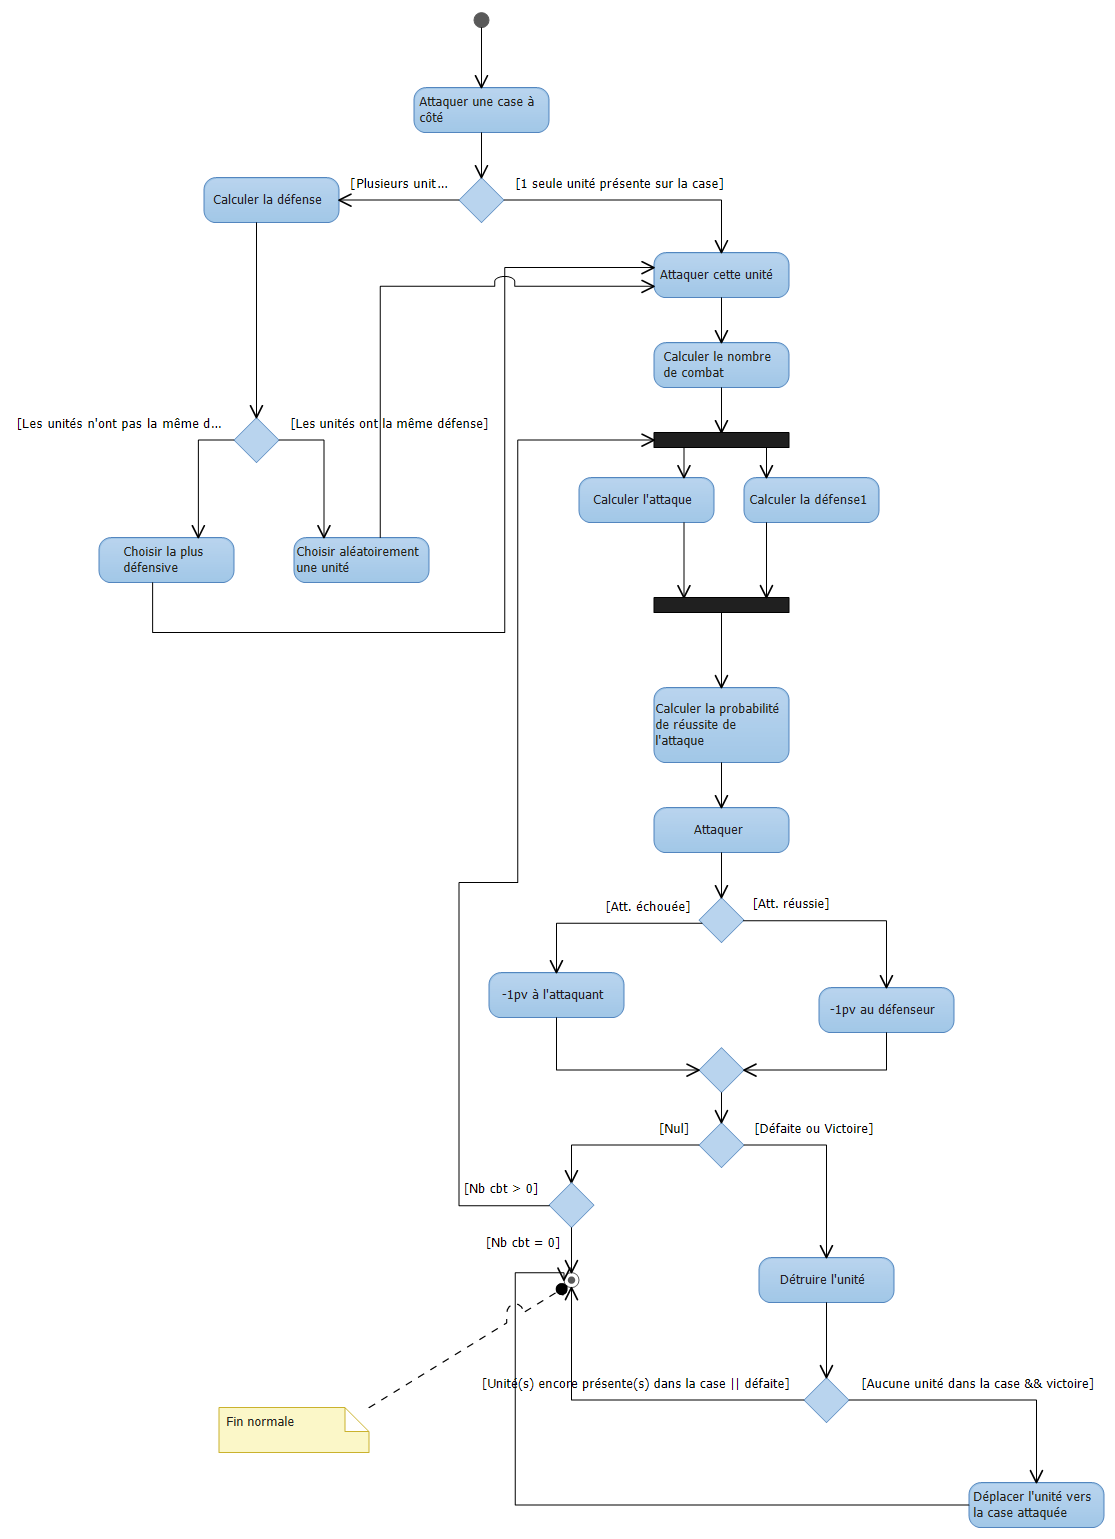 Attaquer une case à
côté
[Plusieurs unit...
[1 seule unité présente sur la case]
Calculer la défense
Attaquer cette unité
Calculer le nombre
de combat
[Les unités n'ont pas la même d...
[Les unités ont la même défense]
Calculer l'attaque
Calculer la défense1
Choisir la plus
défensive
Choisir aléatoirement
une unité
Calculer la probabilité
de réussite de
l'attaque
Attaquer
[Att. échouée]
[Att. réussie]
-1pv à l'attaquant
-1pv au défenseur
[Nul]
[Défaite ou Victoire]
[Nb cbt > 0]
[Nb cbt = 0]
Détruire l'unité
[Unité(s) encore présente(s) dans la case || défaite]
[Aucune unité dans la case && victoire]
Fin normale
Déplacer l'unité vers
la case attaquée